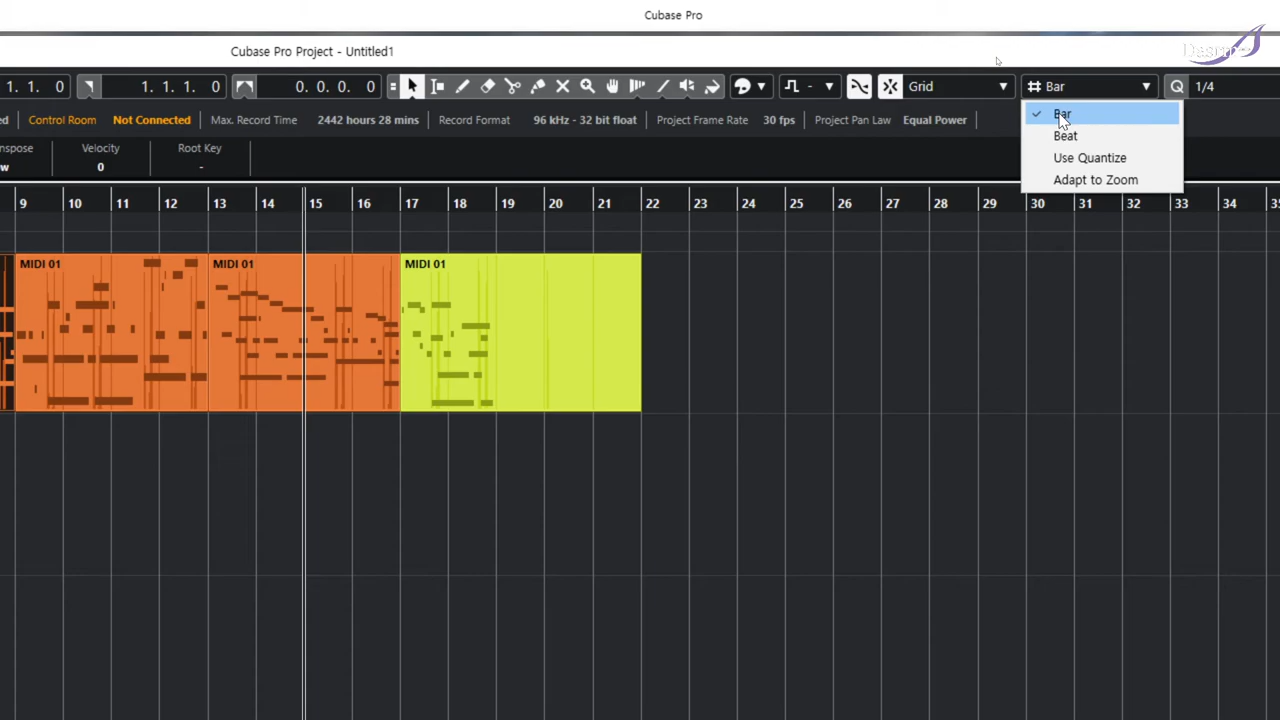 Cubase Pro
Cubase Pro Project - Untitled1
1. 1. 0 1. 1. 1. 0 0. 0. 0. 0 - Grid Bar Q 1/4
ed Control Room Not Connected Max. Record Time 2442 hours 28 mins Record Format 96 kHz - 32 bit float Project Frame Rate 30 fps Project Pan Law Equal Power
Bar
Beat
Use Quantize
Adapt to Zoom
nspose Velocity Root Key
w 0 -
9 10 11 12 13 14 15 16 17 18 19 20 21 22 23 24 25 26 27 28 29 30 31 32 33 34 35
MIDI 01 MIDI 01 MIDI 01